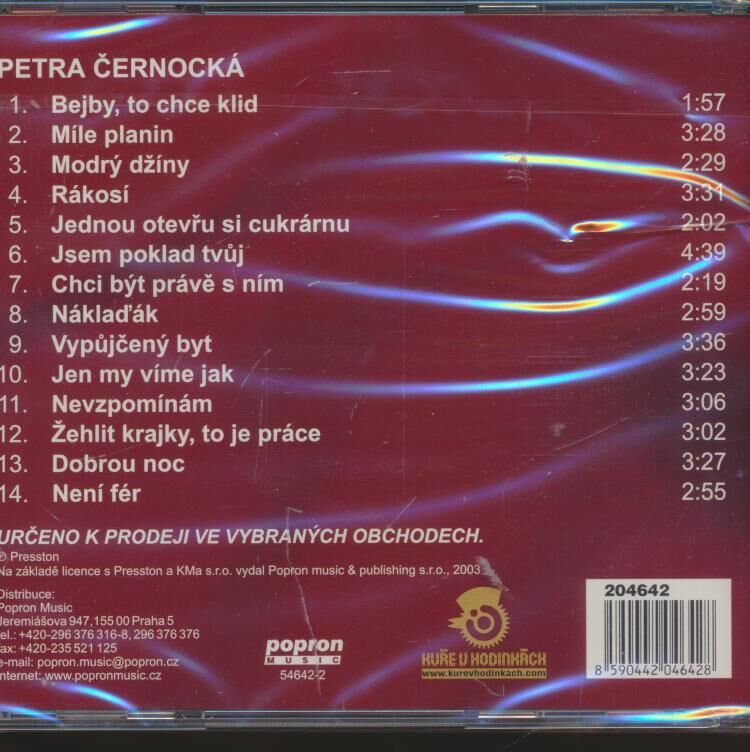 PETRA ČERNOCKÁ
1. Bejby, to chce klid 1:57
2. Míle planin 3:28
3. Modrý džíny 2:29
4. Rákosí 3:31
5. Jednou otevřu si cukrárnu 2:02
6. Jsem poklad tvůj 4:39
7. Chci být právě s ním 2:19
8. Náklaďák 2:59
9. Vypůjčený byt 3:36
10. Jen my víme jak 3:23
11. Nevzpomínám 3:06
12. Žehlit krajky, to je práce 3:02
13. Dobrou noc 3:27
14. Není fér 2:55
URČENO K PRODEJI VE VYBRANÝCH OBCHODECH.
℗ Presston
Na základě licence s Presston a KMa s.r.o. vydal Popron music & publishing s.r.o., 2003
Distribuce:
Popron Music
Jeremiášova 947, 155 00 Praha 5
tel.: +420-296 376 316-8, 296 376 376
fax: +420-235 521 125
e-mail: popron.music@popron.cz
Internet: www.popronmusic.cz
popron
MUSIC
54642-2
KUŘE V HODINKÁCH
www.kurevhodinkach.com
204642
8 590442 046428